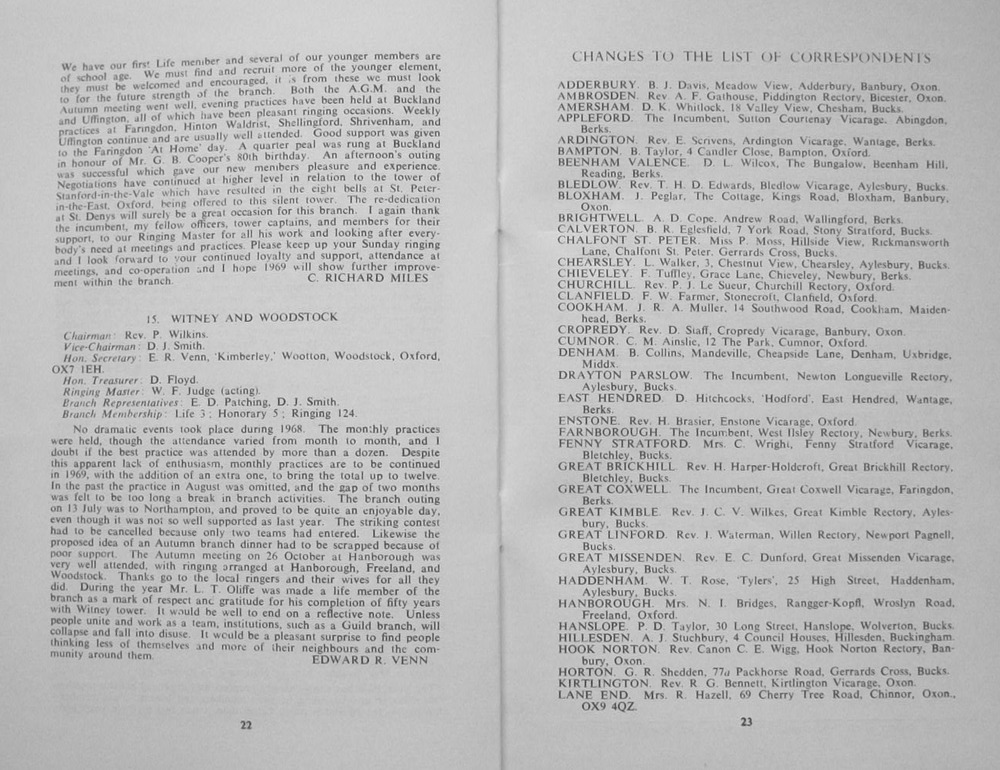 We have our first Life member and several of our younger members are
of school age. We must find and recruit more of the younger element,
they must be welcomed and encouraged, it is from these we must look
to for the future strength of the branch. Both the A.G.M. and the
Autumn meeting went well, evening practices have been held at Buckland
and Uffington, all of which have been pleasant ringing occasions. Weekly
practices at Faringdon, Hinton Waldrist, Shellingford, Shrivenham, and
Uffington continue and are usually well attended. Good support was given
to the Faringdon 'At Home' day. A quarter peal was rung at Buckland
in honour of Mr. G. B. Cooper's 80th birthday. An afternoon's outing
was successful which gave our new members pleasure and experience.
Negotiations have continued at higher level in relation to the tower of
Stanford-in-the-Vale which have resulted in the eight bells at St. Peter-
in-the-East, Oxford, being offered to this silent tower. The re-dedication
at St. Denys will surely be a great occasion for this branch. I again thank
the incumbent, my fellow officers, tower captains, and members for their
support, to our Ringing Master for all his work and looking after every-
body's need at meetings and practices. Please keep up your Sunday ringing
and I look forward to your continued loyalty and support, attendance at
meetings, and co-operation and I hope 1969 will show further improve-
ment within the branch. C. RICHARD MILES
15. WITNEY AND WOODSTOCK
Chairman: Rev. P. Wilkins.
Vice-Chairman: D. J. Smith.
Hon. Secretary: E. R. Venn, 'Kimberley,' Wootton, Woodstock, Oxford,
OX7 1EH.
Hon. Treasurer: D. Floyd.
Ringing Master: W. F. Judge (acting).
Branch Representatives: E. D. Patching, D. J. Smith.
Branch Membership: Life 3; Honorary 5; Ringing 124.
No dramatic events took place during 1968. The monthly practices
were held, though the attendance varied from month to month, and I
doubt if the best practice was attended by more than a dozen. Despite
this apparent lack of enthusiasm, monthly practices are to be continued
in 1969, with the addition of an extra one, to bring the total up to twelve.
In the past the practice in August was omitted, and the gap of two months
was felt to be too long a break in branch activities. The branch outing
on 13 July was to Northampton, and proved to be quite an enjoyable day,
even though it was not so well supported as last year. The striking contest
had to be cancelled because only two teams had entered. Likewise the
proposed idea of an Autumn branch dinner had to be scrapped because of
poor support. The Autumn meeting on 26 October at Hanborough was
very well attended, with ringing arranged at Hanborough, Freeland, and
Woodstock. Thanks go to the local ringers and their wives for all they
did. During the year Mr. L. T. Oliffe was made a life member of the
branch as a mark of respect and gratitude for his completion of fifty years
with Witney tower. It would be well to end on a reflective note. Unless
people unite and work as a team, institutions, such as a Guild branch, will
collapse and fall into disuse. It would be a pleasant surprise to find people
thinking less of themselves and more of their neighbours and the com-
munity around them. EDWARD R. VENN
22
CHANGES TO THE LIST OF CORRESPONDENTS
ADDERBURY. B. J. Davis, Meadow View, Adderbury, Banbury, Oxon.
AMBROSDEN. Rev. A. F. Gathouse, Piddington Rectory, Bicester, Oxon.
AMERSHAM. D. K. Whitlock, 18 Valley View, Chesham, Bucks.
APPLEFORD. The Incumbent, Sutton Courtenay Vicarage, Abingdon,
Berks.
ARDINGTON. Rev. E. Scrivens, Ardington Vicarage, Wantage, Berks.
BAMPTON. B. Taylor, 4 Candler Close, Bampton, Oxford.
BEENHAM VALENCE. D. L. Wilcox, The Bungalow, Beenham Hill,
Reading, Berks.
BLEDLOW. Rev. T. H. D. Edwards, Bledlow Vicarage, Aylesbury, Bucks.
BLOXHAM. J. Peglar, The Cottage, Kings Road, Bloxham, Banbury,
Oxon.
BRIGHTWELL. A. D. Cope, Andrew Road, Wallingford, Berks.
CALVERTON. B. R. Eglesfield, 7 York Road, Stony Stratford, Bucks.
CHALFONT ST. PETER. Miss P. Moss, Hillside View, Rickmansworth
Lane, Chalfont St. Peter, Gerrards Cross, Bucks.
CHEARSLEY. L. Walker, 3, Chestnut View, Chearsley, Aylesbury, Bucks.
CHIEVELEY. F. Tuffley, Grace Lane, Chieveley, Newbury, Berks.
CHURCHILL. Rev. P. J. Le Sueur, Churchill Rectory, Oxford.
CLANFIELD. F. W. Farmer, Stonecroft, Clanfield, Oxford.
COOKHAM. J. R. A. Muller, 14 Southwood Road, Cookham, Maiden-
head, Berks.
CROPREDY. Rev. D. Staff, Cropredy Vicarage, Banbury, Oxon.
CUMNOR. C. M. Ainslie, 12 The Park, Cumnor, Oxford.
DENHAM. B. Collins, Mandeville, Cheapside Lane, Denham, Uxbridge,
Middx.
DRAYTON PARSLOW. The Incumbent, Newton Longueville Rectory,
Aylesbury, Bucks.
EAST HENDRED. D. Hitchcocks, 'Hodford', East Hendred, Wantage,
Berks.
ENSTONE. Rev. H. Brasier, Enstone Vicarage, Oxford.
FARNBOROUGH. The Incumbent, West Ilsley Rectory, Newbury, Berks.
FENNY STRATFORD. Mrs. C. Wright, Fenny Stratford Vicarage,
Bletchley, Bucks.
GREAT BRICKHILL. Rev. H. Harper-Holdcroft, Great Brickhill Rectory,
Bletchley, Bucks.
GREAT COXWELL. The Incumbent, Great Coxwell Vicarage, Faringdon,
Berks.
GREAT KIMBLE. Rev. J. C. V. Wilkes, Great Kimble Rectory, Ayles-
bury, Bucks.
GREAT LINFORD. Rev. J. Waterman, Willen Rectory, Newport Pagnell,
Bucks.
GREAT MISSENDEN. Rev. E. C. Dunford, Great Missenden Vicarage,
Aylesbury, Bucks.
HADDENHAM. W. T. Rose, 'Tylers', 25 High Street, Haddenham,
Aylesbury, Bucks.
HANBOROUGH. Mrs. N. I. Bridges, Rangger-Kopfl, Wroslyn Road,
Freeland, Oxford.
HANSLOPE. P. D. Taylor, 30 Long Street, Hanslope, Wolverton, Bucks.
HILLESDEN. A. J. Stuchbury, 4 Council Houses, Hillesden, Buckingham.
HOOK NORTON. Rev. Canon C. E. Wigg, Hook Norton Rectory, Ban-
bury, Oxon.
HORTON. G. R. Shedden, 77a Packhorse Road, Gerrards Cross, Bucks.
KIRTLINGTON. Rev. R. G. Bennett, Kirtlington Vicarage, Oxon.
LANE END. Mrs. R. Hazell, 69 Cherry Tree Road, Chinnor, Oxon.,
OX9 4QZ.
23